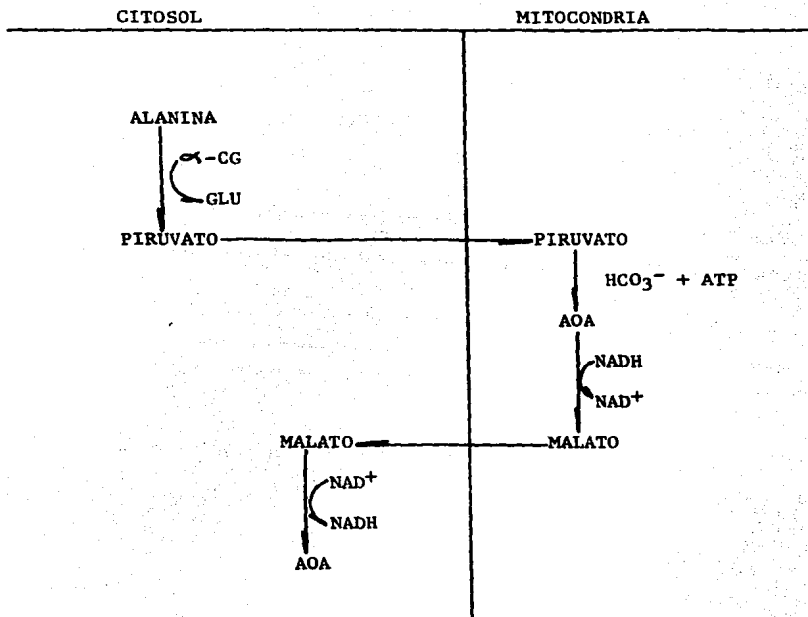 CITOSOL MITOCONDRIA
ALANINA
α-CG
GLU
PIRUVATO PIRUVATO
HCO3- + ATP
AOA
NADH
NAD+
MALATO MALATO
NAD+
NADH
AOA